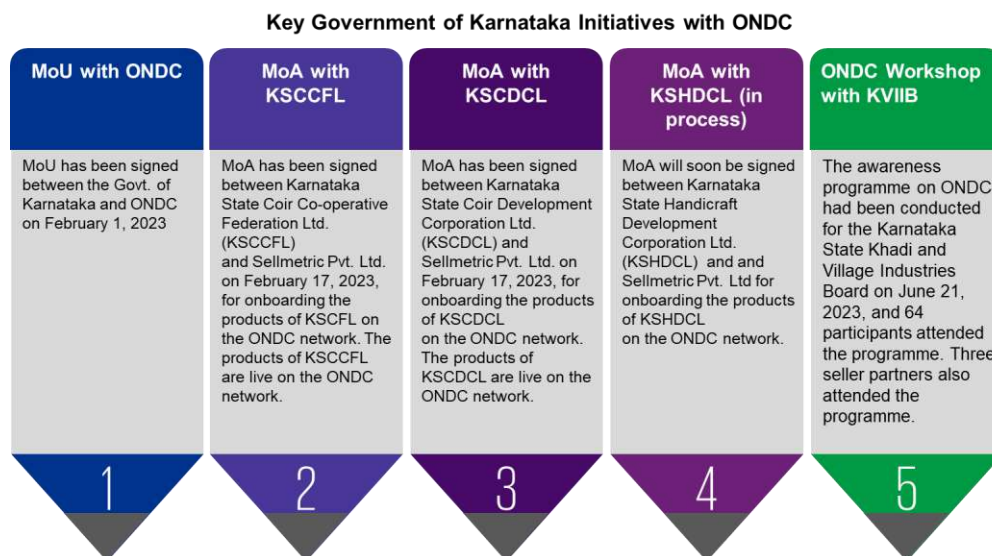 Key Government of Karnataka Initiatives with ONDC
MoU with ONDC
MoU has been signed
between the Govt. of
Karnataka and ONDC
on February 1, 2023
1
MoA with
KSCCFL
MoA has been signed
between Karnataka
State Coir Co-operative
Federation Ltd.
(KSCCFL)
and Sellmetric Pvt. Ltd.
on February 17, 2023,
for onboarding the
products of KSCFL on
the ONDC network. The
products of KSCCFL
are live on the ONDC
network.
2
MoA with
KSCDCL
MoA has been signed
between Karnataka
State Coir Development
Corporation Ltd.
(KSCDCL) and
Sellmetric Pvt. Ltd. on
February 17, 2023, for
onboarding the products
of KSCDCL
on the ONDC network.
The products of
KSCDCL are live on the
ONDC network.
3
MoA with
KSHDCL (in
process)
MoA will soon be signed
between Karnataka
State Handicraft
Development
Corporation Ltd.
(KSHDCL) and and
Sellmetric Pvt. Ltd for
onboarding the products
of KSHDCL
on the ONDC network.
4
ONDC Workshop
with KVIIB
The awareness
programme on ONDC
had been conducted
for the Karnataka
State Khadi and
Village Industries
Board on June 21,
2023, and 64
participants attended
the programme. Three
seller partners also
attended the
programme.
5